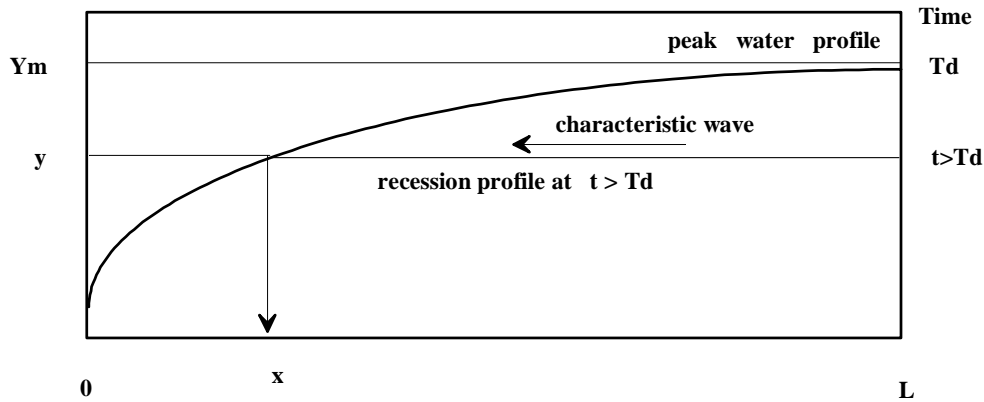 Time
peak water profile
Ym
Td
characteristic wave
y
t>Td
recession profile at t > Td
x
0
L